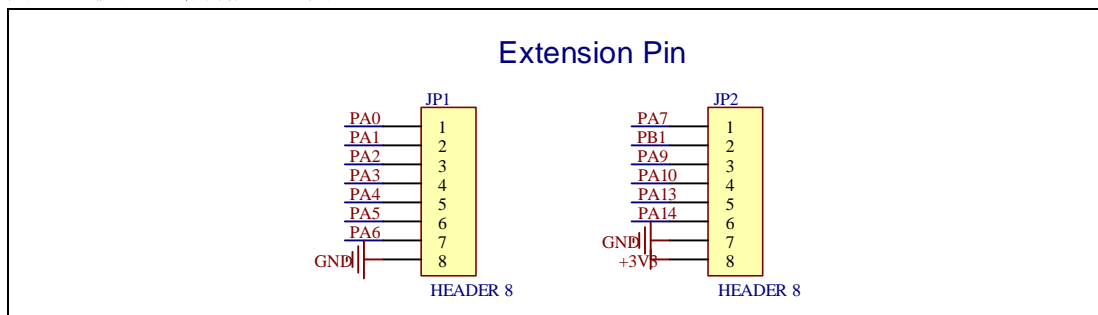 Extension Pin
JP1
PA0 1
PA1 2
PA2 3
PA3 4
PA4 5
PA5 6
PA6 7
GND 8
HEADER 8
JP2
PA7 1
PB1 2
PA9 3
PA10 4
PA13 5
PA14 6
GND 7
+3V3 8
HEADER 8